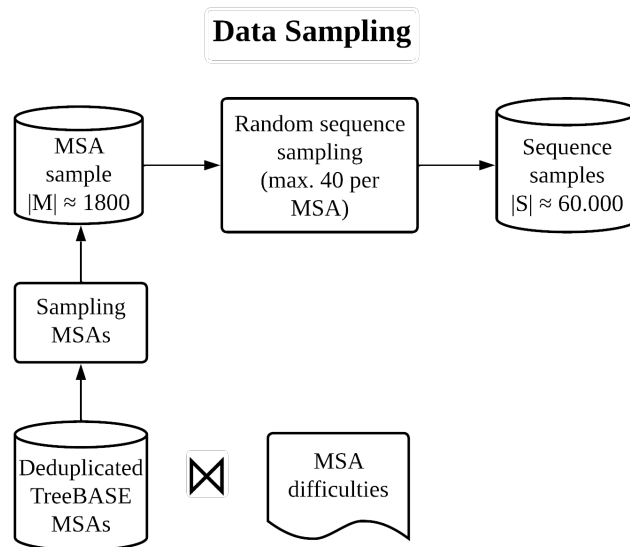 Data Sampling
MSA
sample
|M| ≈ 1800
Random sequence
sampling
(max. 40 per
MSA)
Sequence
samples
|S| ≈ 60.000
Sampling
MSAs
Deduplicated
TreeBASE
MSAs
⋈
MSA
difficulties